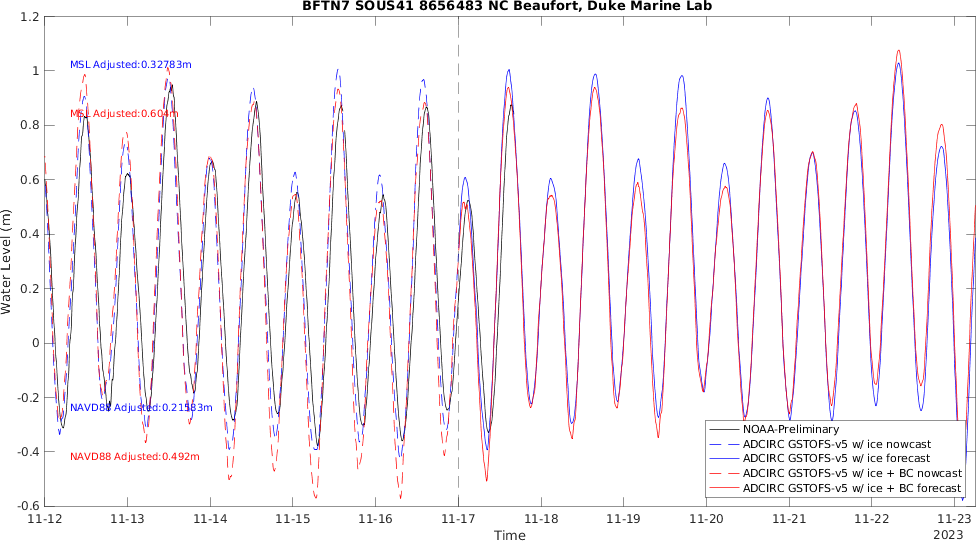 BFTN7 SOUS41 8656483 NC Beaufort, Duke Marine Lab
1.2
1
0.8
0.6
0.4
0.2
0
-0.2
-0.4
-0.6
Water Level (m)
MSL Adjusted:0.32783m
MSL Adjusted:0.604m
NAVD88 Adjusted:0.21583m
NAVD88 Adjusted:0.492m
NOAA-Preliminary
ADCIRC GSTOFS-v5 w/ ice nowcast
ADCIRC GSTOFS-v5 w/ ice forecast
ADCIRC GSTOFS-v5 w/ ice + BC nowcast
ADCIRC GSTOFS-v5 w/ ice + BC forecast
11-12 11-13 11-14 11-15 11-16 11-17 11-18 11-19 11-20 11-21 11-22 11-23
Time 2023